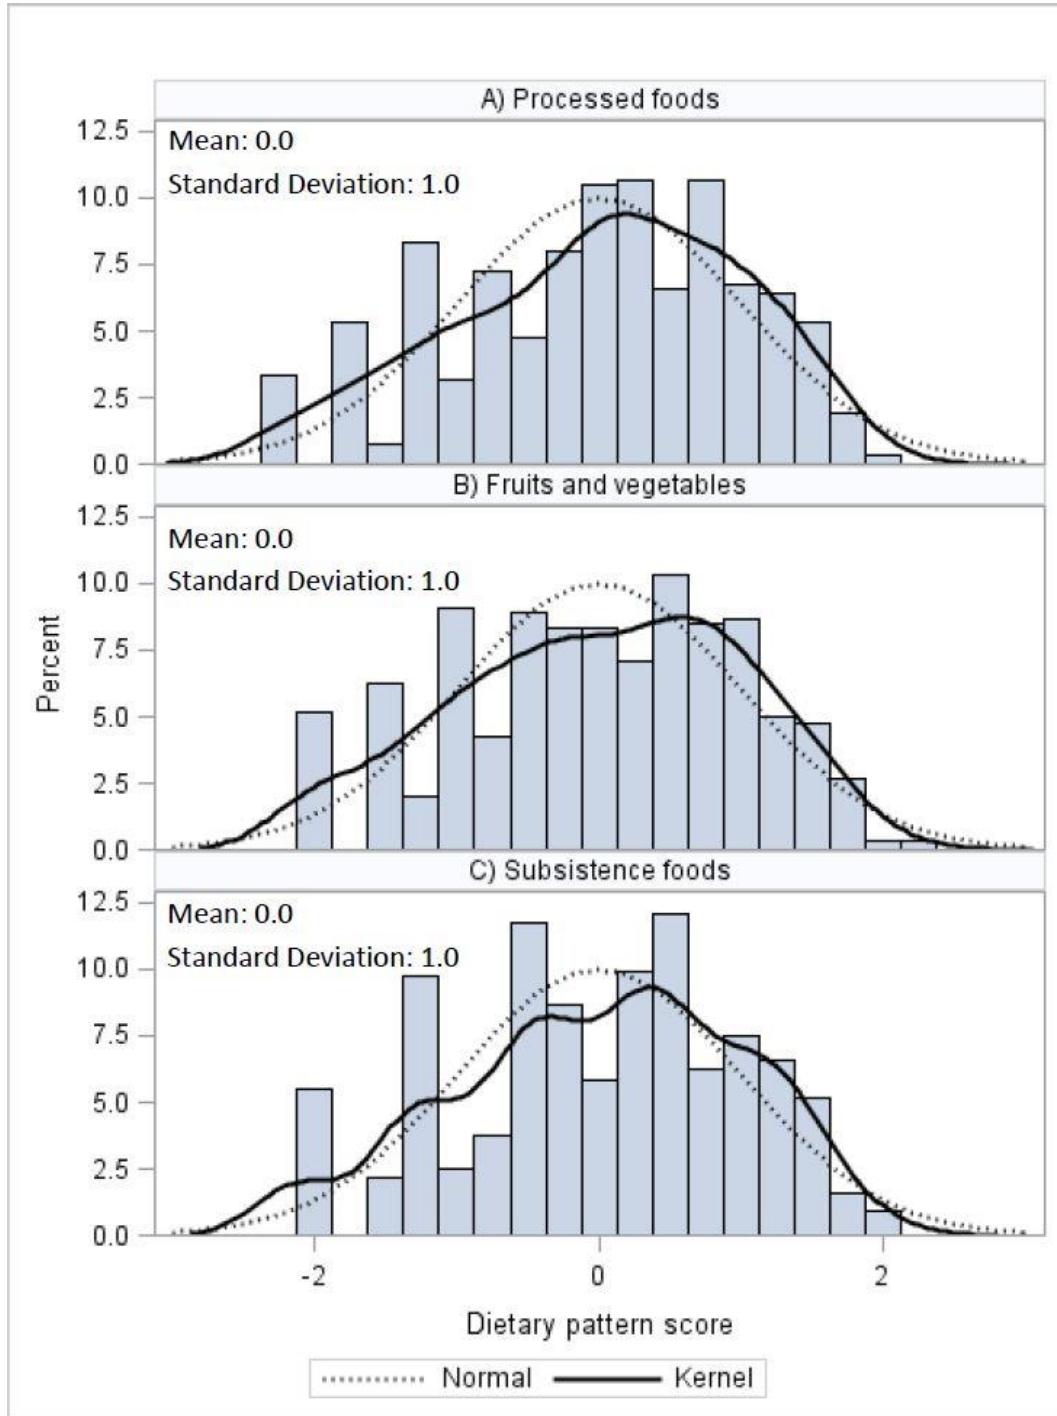 A) Processed foods
12.5
Mean: 0.0
Standard Deviation: 1.0
10.0
7.5
5.0
2.5
0.0
B) Fruits and vegetables
12.5
Mean: 0.0
Standard Deviation: 1.0
10.0
7.5
5.0
2.5
0.0
Percent
C) Subsistence foods
12.5
Mean: 0.0
Standard Deviation: 1.0
10.0
7.5
5.0
2.5
0.0
-2 0 2
Dietary pattern score
Normal Kernel